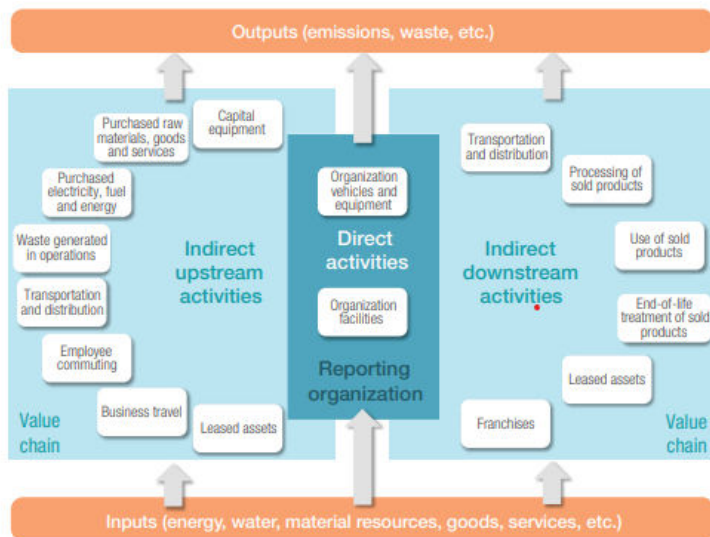 Outputs (emissions, waste, etc.)
Capital
equipment
Purchased raw
materials, goods
and services
Purchased
electricity, fuel
and energy
Waste generated
in operations
Transportation
and distribution
Employee
commuting
Business travel
Leased assets
Indirect
upstream
activities
Value
chain
Organization
vehicles and
equipment
Direct
activities
Organization
facilities
Reporting
organization
Transportation
and distribution
Processing of
sold products
Use of sold
products
End-of-life
treatment of sold
products
Leased assets
Franchises
Indirect
downstream
activities
Value
chain
Inputs (energy, water, material resources, goods, services, etc.)